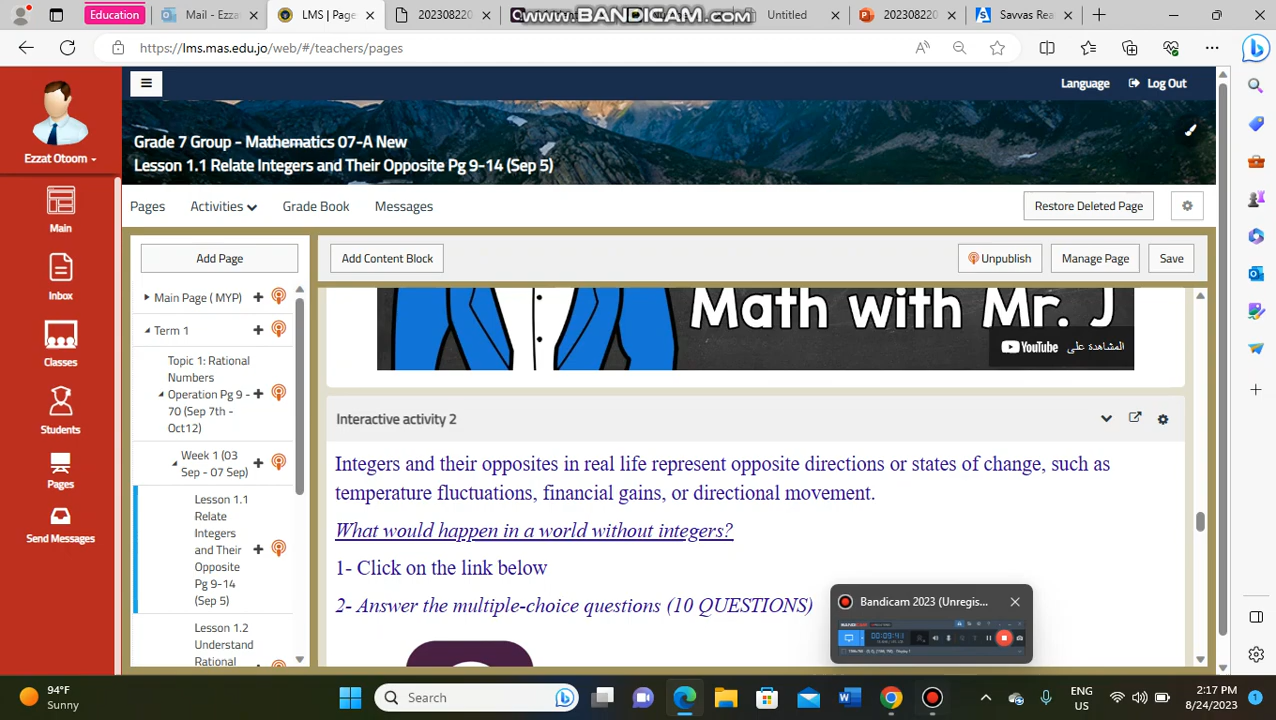 Education
Mail - Ezza
LMS | Page
202308220
www.BANDICAM.com
Untitled
202308220
Savvas Rea
https://lms.mas.edu.jo/web/#/teachers/pages
Language
Log Out
Grade 7 Group - Mathematics 07-A New
Lesson 1.1 Relate Integers and Their Opposite Pg 9-14 (Sep 5)
Ezzat Otoom
Pages
Activities
Grade Book
Messages
Restore Deleted Page
Main
Inbox
Classes
Students
Pages
Send Messages
Add Page
Add Content Block
Unpublish
Manage Page
Save
Main Page ( MYP)
Term 1
Topic 1: Rational
Numbers
Operation Pg 9 -
70 (Sep 7th -
Oct12)
Week 1 (03
Sep - 07 Sep)
Lesson 1.1
Relate
Integers
and Their
Opposite
Pg 9-14
(Sep 5)
Lesson 1.2
Understand
Rational
Math with Mr. J
المشاهدة على YouTube
Interactive activity 2
Integers and their opposites in real life represent opposite directions or states of change, such as
temperature fluctuations, financial gains, or directional movement.
What would happen in a world without integers?
1- Click on the link below
2- Answer the multiple-choice questions (10 QUESTIONS)
Bandicam 2023 (Unregis...
00:09:41
94°F
Sunny
Search
ENG
US
2:17 PM
8/24/2023
1